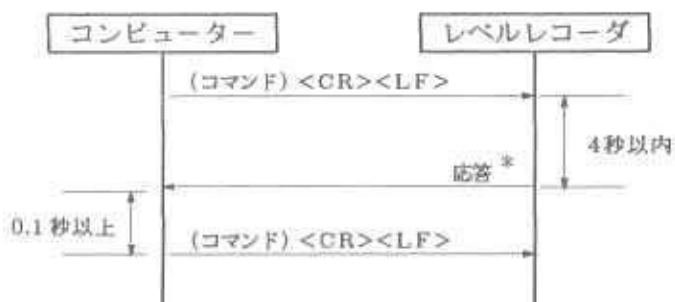 コンピューター
レベルレコーダ
(コマンド) <CR><LF>
4秒以内
応答 *
0.1 秒以上
(コマンド) <CR><LF>